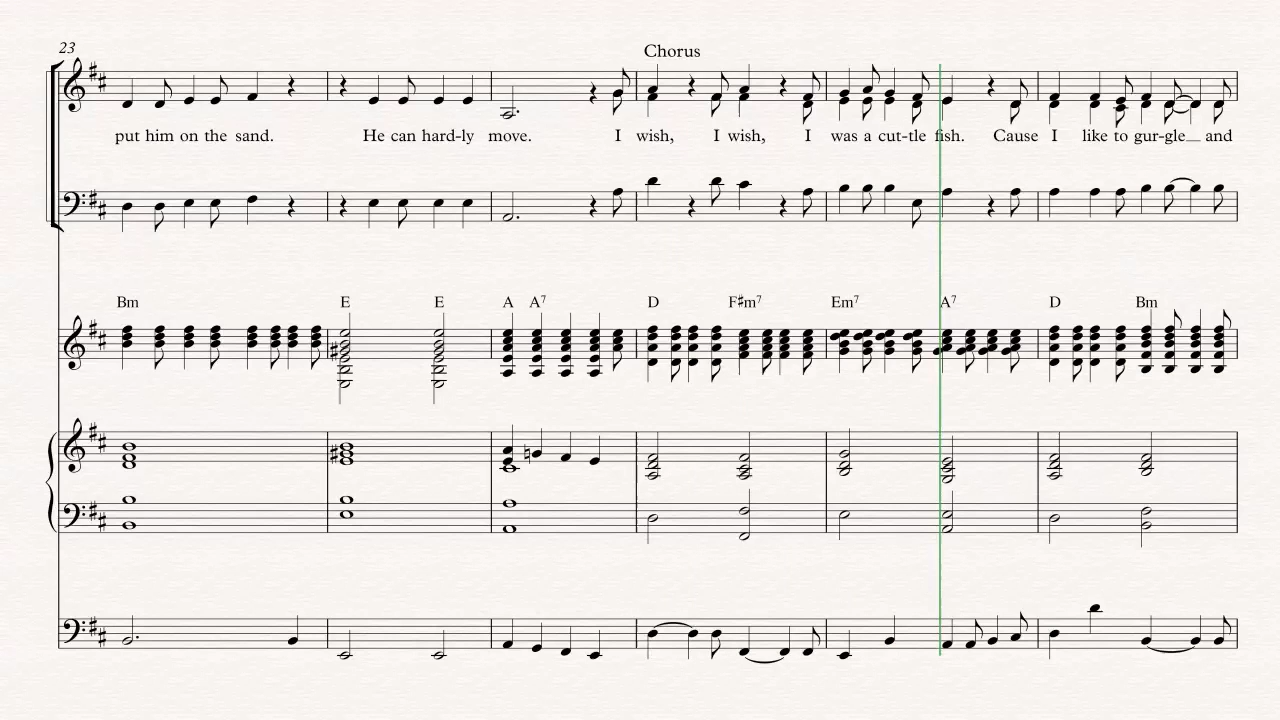 23
Chorus
put him on the sand. He can hard-ly move. I wish, I wish, I was a cut-tle fish. Cause I like to gur-gle and
Bm E E A A7 D F♯m7 Em7 A7 D Bm